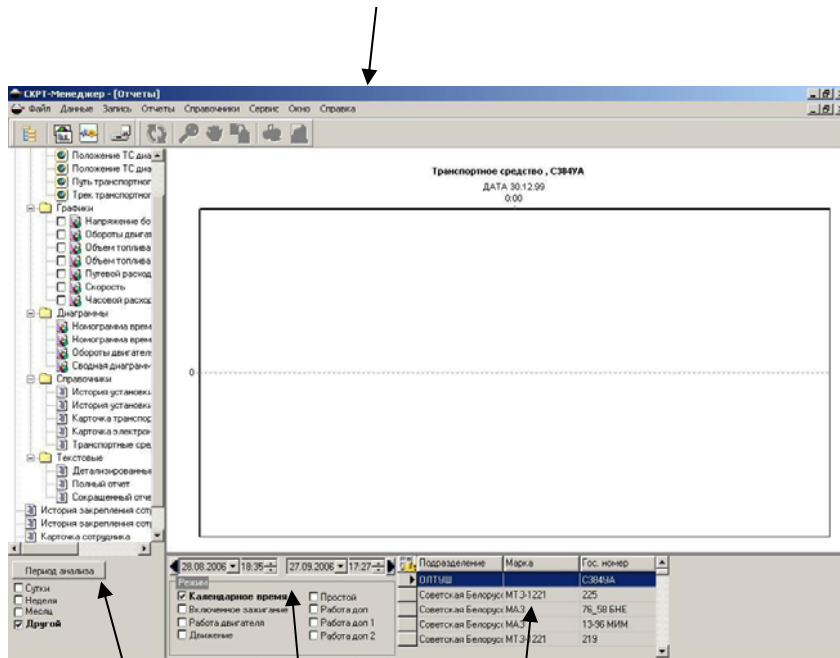 СКРТ-Менеджер - [Отчеты]
Файл Данные Запись Отчеты Справочники Сервис Окно Справка
Положение ТС диа
Положение ТС диа
Путь транспортног
Трек транспортног
Графики
Напряжение бо
Обороты двигат
Объем топлива
Объем топлива
Путевой расход
Скорость
Часовой расход
Диаграммы
Номограмма врем
Номограмма врем
Обороты двигател
Сводная диаграмм
Справочники
История установки
История установки
Карточка транспорт
Карточка электрон
Транспортные сре
Текстовые
Детализированны
Полный отчет
Сокращенный отче
История закрепления сот
История закрепления сот
Карточка сотрудника
Транспортное средство , С384УА
ДАТА 30.12.99
0:00
0
Период анализа
Сутки
Неделя
Месяц
Другой
28.08.2006 18:35 27.09.2006 17:27
Режим
Календарное время Простой
Включенное зажигание Работа доп
Работа двигателя Работа доп 1
Движение Работа доп 2
Подразделение Марка Гос. номер
ОЛТУШ С384УА
Советская Белорус МТЗ-1221 225
Советская Белорус МАЗ 76_58 БНЕ
Советская Белорус МАЗ 13-96 МИМ
Советская Белорус МТЗ-1221 219